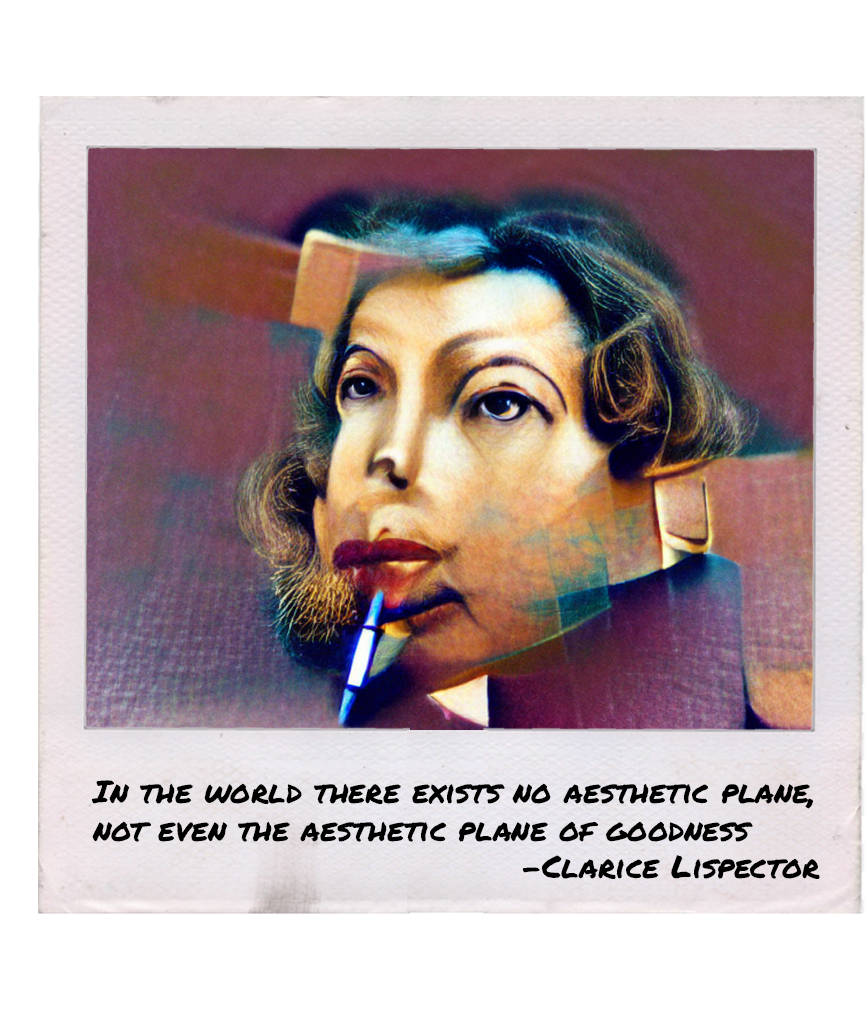 In the world there exists no aesthetic plane,
not even the aesthetic plane of goodness
-Clarice Lispector